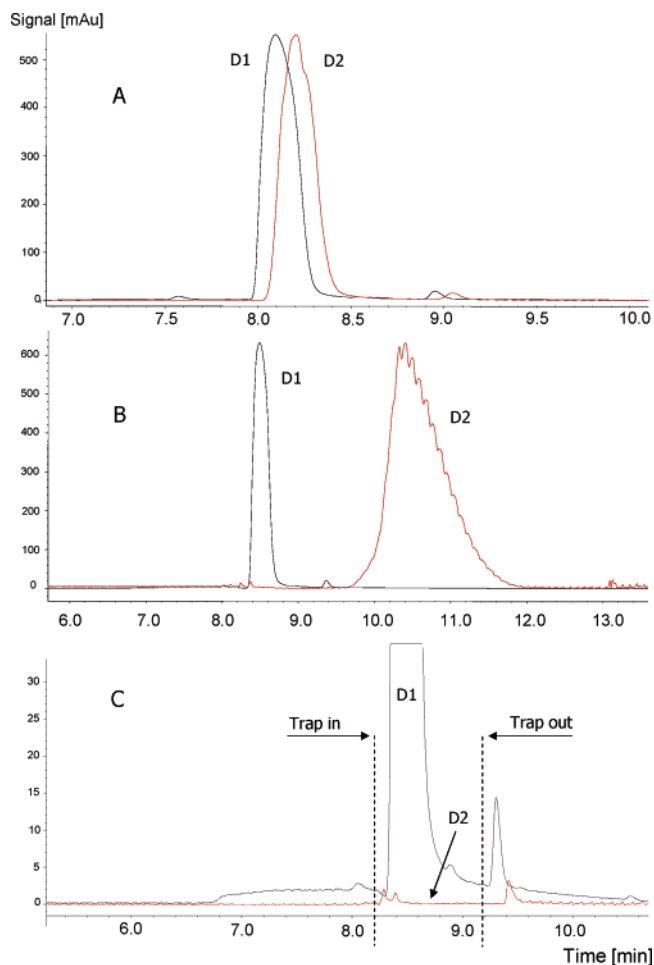 Signal [mAu]
500
400
300
200
100
0
A
D1
D2
7.0 7.5 8.0 8.5 9.0 9.5 10.0
600
500
400
300
200
100
0
B
D1
D2
6.0 7.0 8.0 9.0 10.0 11.0 12.0 13.0
30
25
20
15
10
5
0
C
D1
Trap in
Trap out
D2
6.0 7.0 8.0 9.0 10.0
Time [min]